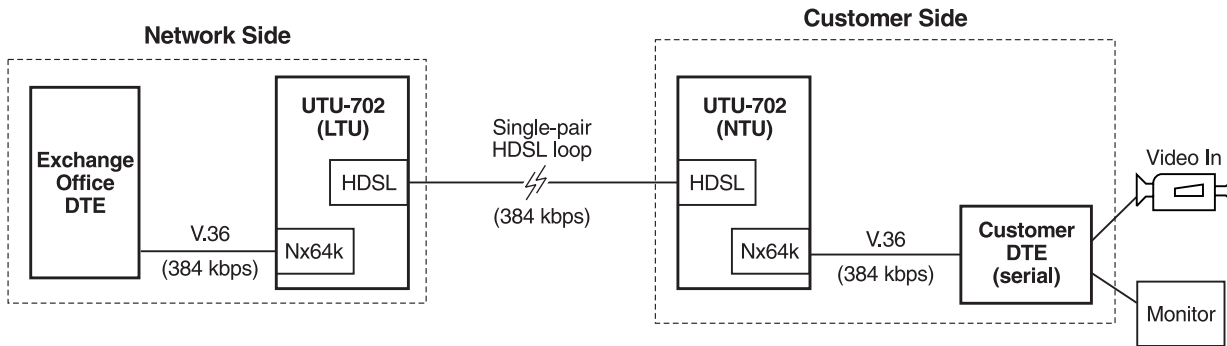 Network Side
Exchange
Office
DTE
V.36
(384 kbps)
UTU-702
(LTU)
HDSL
Nx64k
Single-pair
HDSL loop
(384 kbps)
Customer Side
UTU-702
(NTU)
HDSL
Nx64k
V.36
(384 kbps)
Customer
DTE
(serial)
Video In
Monitor